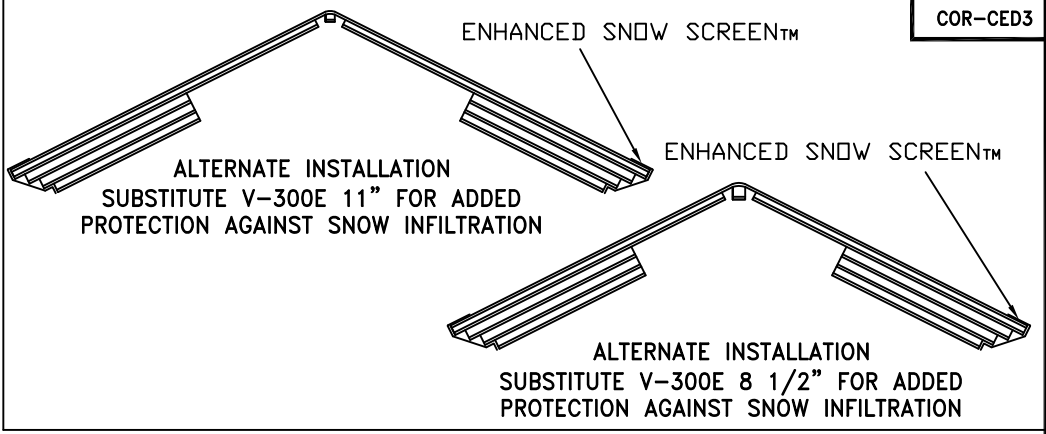 COR-CED3
ENHANCED SNOW SCREEN™
ALTERNATE INSTALLATION
SUBSTITUTE V-300E 11" FOR ADDED
PROTECTION AGAINST SNOW INFILTRATION
ENHANCED SNOW SCREEN™
ALTERNATE INSTALLATION
SUBSTITUTE V-300E 8 1/2" FOR ADDED
PROTECTION AGAINST SNOW INFILTRATION